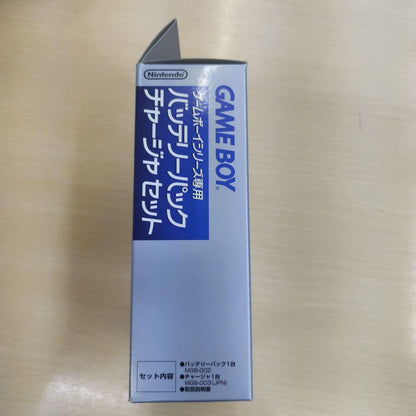 Nintendo
GAME BOY®
ゲームボーイシリーズ専用
バッテリーパック
チャージャセット
セット内容
●バッテリーパック1台
MGB-002
●チャージャ1台
MGB-003(JPN)
●取扱説明書